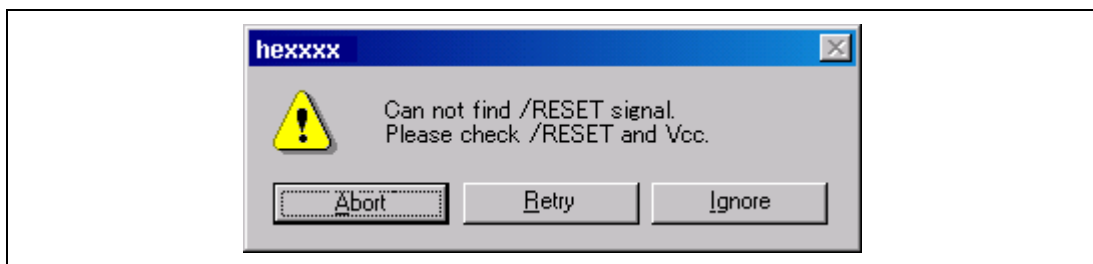 hexxxx
Can not find /RESET signal.
Please check /RESET and Vcc.
Abort
Retry
Ignore